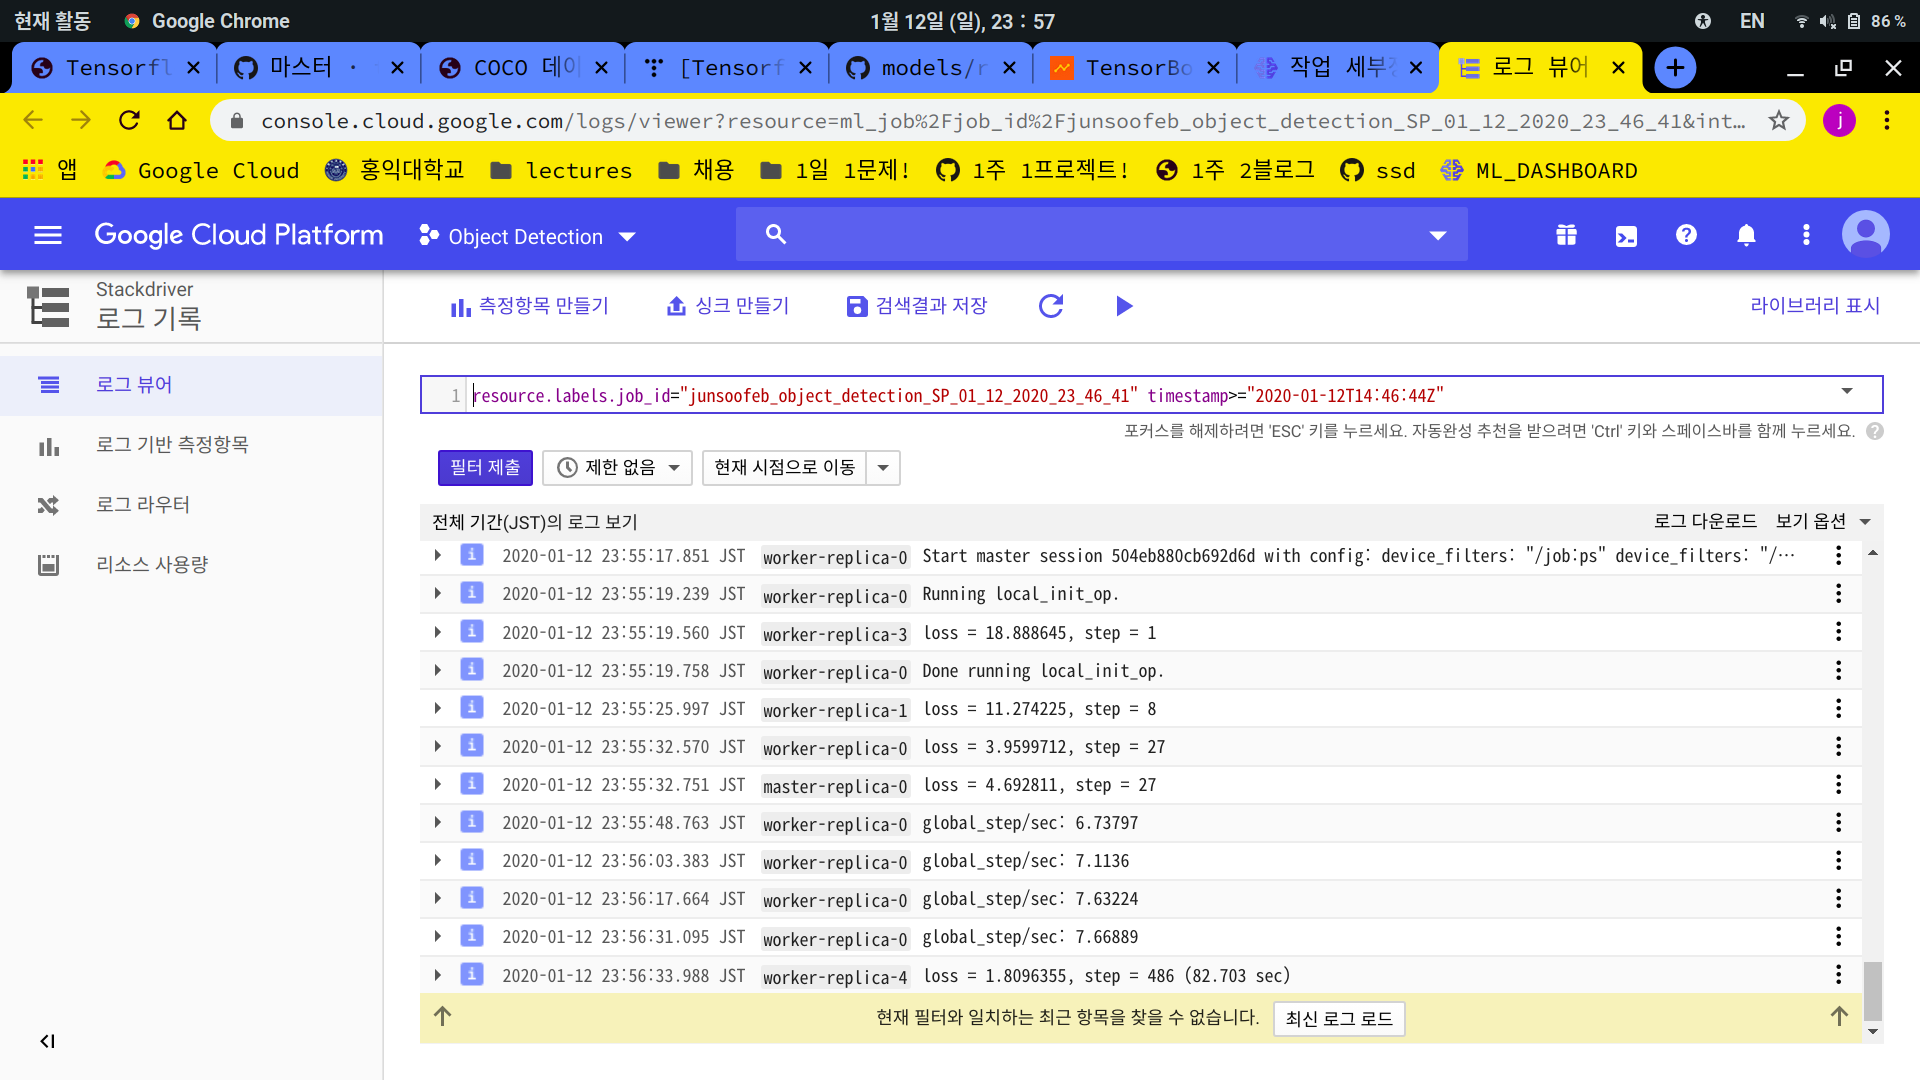 현재 활동 Google Chrome 1월 12일 (일), 23 : 57 EN 86 %
Tensorfl 마스터 · COCO 데이 [Tensorf models/r TensorBo 작업 세부정 로그 뷰어
console.cloud.google.com/logs/viewer?resource=ml_job%2Fjob_id%2Fjunsoofeb_object_detection_SP_01_12_2020_23_46_41&int… j
앱 Google Cloud 홍익대학교 lectures 채용 1일 1문제! 1주 1프로젝트! 1주 2블로그 ssd ML_DASHBOARD
Google Cloud Platform Object Detection
Stackdriver
로그 기록
측정항목 만들기 싱크 만들기 검색결과 저장 라이브러리 표시
로그 뷰어
로그 기반 측정항목
로그 라우터
리소스 사용량
1 resource.labels.job_id="junsoofeb_object_detection_SP_01_12_2020_23_46_41" timestamp>="2020-01-12T14:46:44Z"
포커스를 해제하려면 'ESC' 키를 누르세요. 자동완성 추천을 받으려면 'Ctrl' 키와 스페이스바를 함께 누르세요.
필터 제출 제한 없음 현재 시점으로 이동
전체 기간(JST)의 로그 보기 로그 다운로드 보기 옵션
2020-01-12 23:55:17.851 JST worker-replica-0 Start master session 504eb880cb692d6d with config: device_filters: "/job:ps" device_filters: "/…
2020-01-12 23:55:19.239 JST worker-replica-0 Running local_init_op.
2020-01-12 23:55:19.560 JST worker-replica-3 loss = 18.888645, step = 1
2020-01-12 23:55:19.758 JST worker-replica-0 Done running local_init_op.
2020-01-12 23:55:25.997 JST worker-replica-1 loss = 11.274225, step = 8
2020-01-12 23:55:32.570 JST worker-replica-0 loss = 3.9599712, step = 27
2020-01-12 23:55:32.751 JST master-replica-0 loss = 4.692811, step = 27
2020-01-12 23:55:48.763 JST worker-replica-0 global_step/sec: 6.73797
2020-01-12 23:56:03.383 JST worker-replica-0 global_step/sec: 7.1136
2020-01-12 23:56:17.664 JST worker-replica-0 global_step/sec: 7.63224
2020-01-12 23:56:31.095 JST worker-replica-0 global_step/sec: 7.66889
2020-01-12 23:56:33.988 JST worker-replica-4 loss = 1.8096355, step = 486 (82.703 sec)
현재 필터와 일치하는 최근 항목을 찾을 수 없습니다. 최신 로그 로드